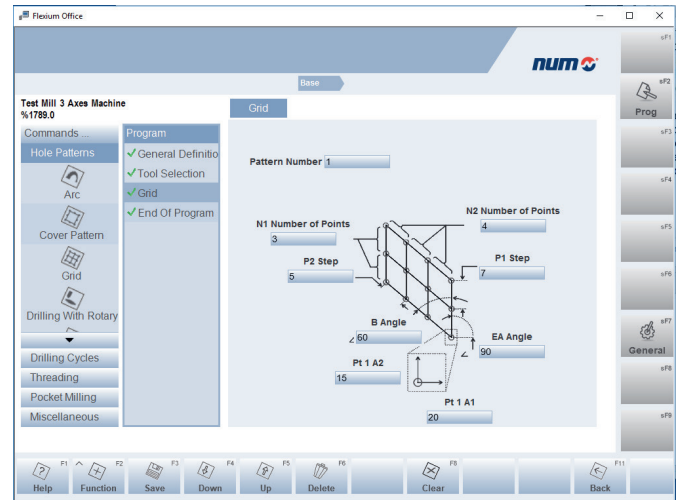 Flexium Office
num
sF1
Base
sF2
Prog
Test Mill 3 Axes Machine
%1789.0
Grid
Commands ...
Program
sF3
Hole Patterns
General Definitio
Arc
Tool Selection
Grid
End Of Program
Pattern Number 1
sF4
Cover Pattern
N1 Number of Points
3
N2 Number of Points
4
sF5
Grid
P2 Step
5
P1 Step
7
sF6
Drilling With Rotary
B Angle
60
EA Angle
90
sF7
General
Drilling Cycles
Threading
Pt 1 A2
15
sF8
Pocket Milling
Pt 1 A1
20
Miscellaneous
sF9
F1
Help
F2
Function
F3
Save
F4
Down
F5
Up
F6
Delete
F8
Clear
F11
Back